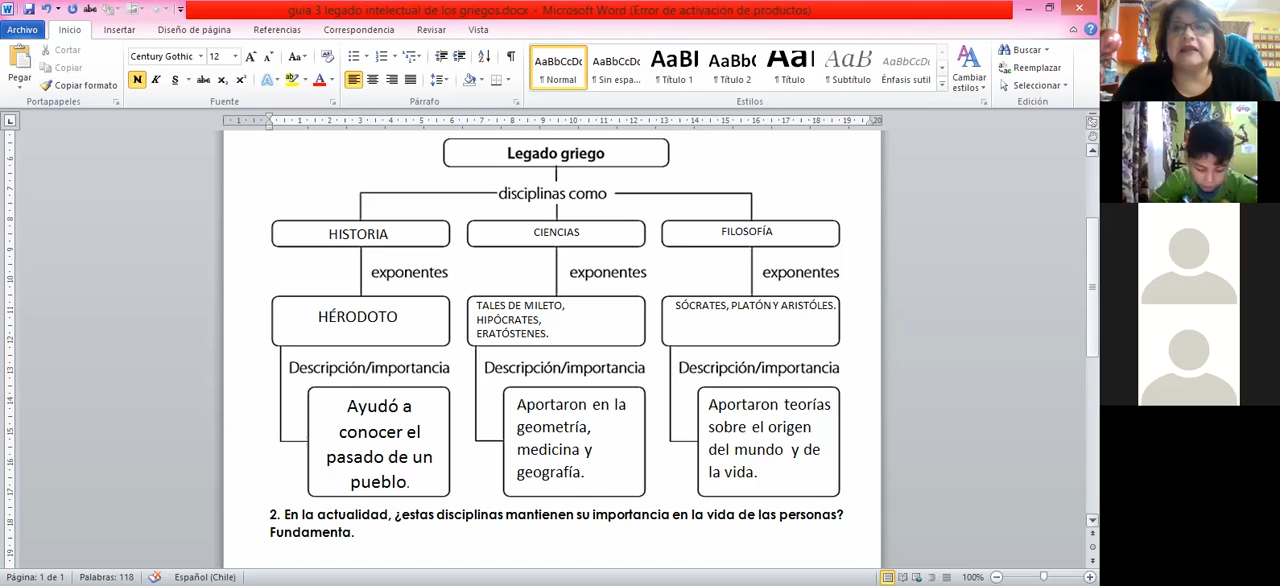 guia 3 legado intelectual de los griegos.docx - Microsoft Word (Error de activación de productos)
Archivo Inicio Insertar Diseño de página Referencias Correspondencia Revisar Vista
Pegar
Cortar
Copiar
Copiar formato
Portapapeles
Century Gothic 12
Fuente
Párrafo
AaBbCcDc AaBbCcDc AaBI AaBbC AaI AaB AaBbCcDc
¶ Normal ¶ Sin espa... ¶ Título 1 ¶ Título 2 ¶ Título ¶ Subtítulo Énfasis sutil
Cambiar
estilos
Estilos
Buscar
Reemplazar
Seleccionar
Edición
Legado griego
disciplinas como
HISTORIA CIENCIAS FILOSOFÍA
exponentes exponentes exponentes
HÉRODOTO
TALES DE MILETO,
HIPÓCRATES,
ERATÓSTENES.
SÓCRATES, PLATÓN Y ARISTÓLES.
Descripción/importancia Descripción/importancia Descripción/importancia
Ayudó a
conocer el
pasado de un
pueblo.
Aportaron en la
geometría,
medicina y
geografía.
Aportaron teorías
sobre el origen
del mundo y de
la vida.
2. En la actualidad, ¿estas disciplinas mantienen su importancia en la vida de las personas?
Fundamenta.
Página: 1 de 1 Palabras: 118 Español (Chile) 100%